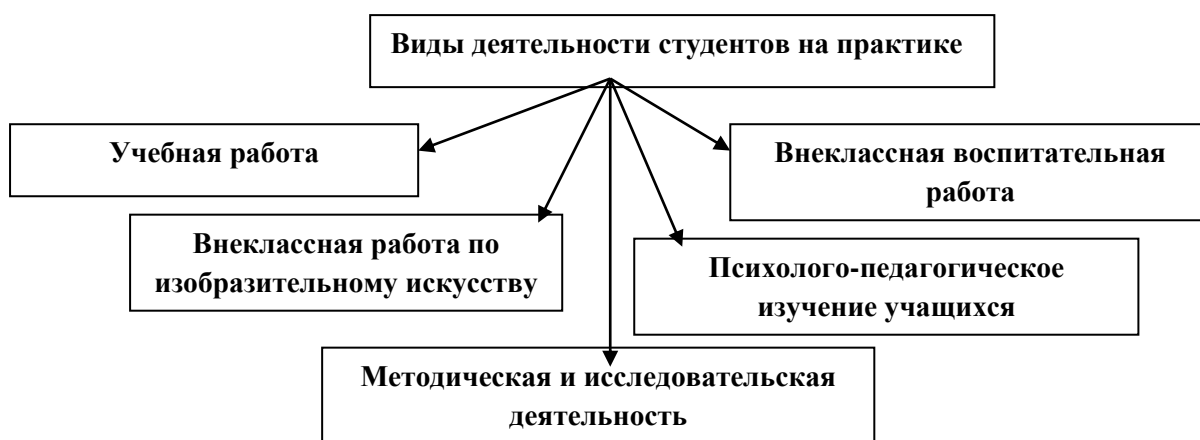 Виды деятельности студентов на практике
Учебная работа
Внеклассная воспитательная
работа
Внеклассная работа по
изобразительному искусству
Психолого-педагогическое
изучение учащихся
Методическая и исследовательская
деятельность